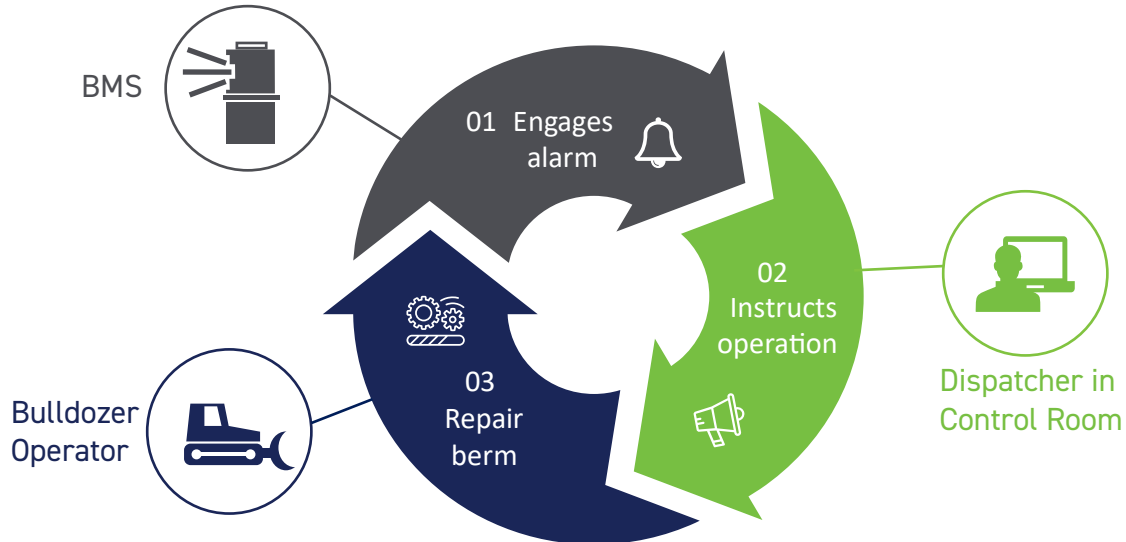 BMS
01 Engages
alarm
02
Instructs
operation
Dispatcher in
Control Room
03
Repair
berm
Bulldozer
Operator